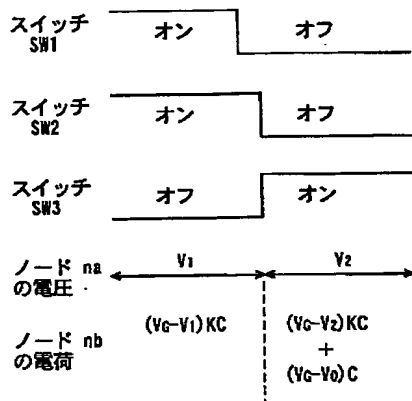 スイッチ
SW1
オン
オフ
スイッチ
SW2
オン
オフ
スイッチ
SW3
オフ
オン
ノード na
の電圧
V1
V2
ノード nb
の電荷
(VG-V1)KC
(VG-V2)KC
+
(VG-V0)C